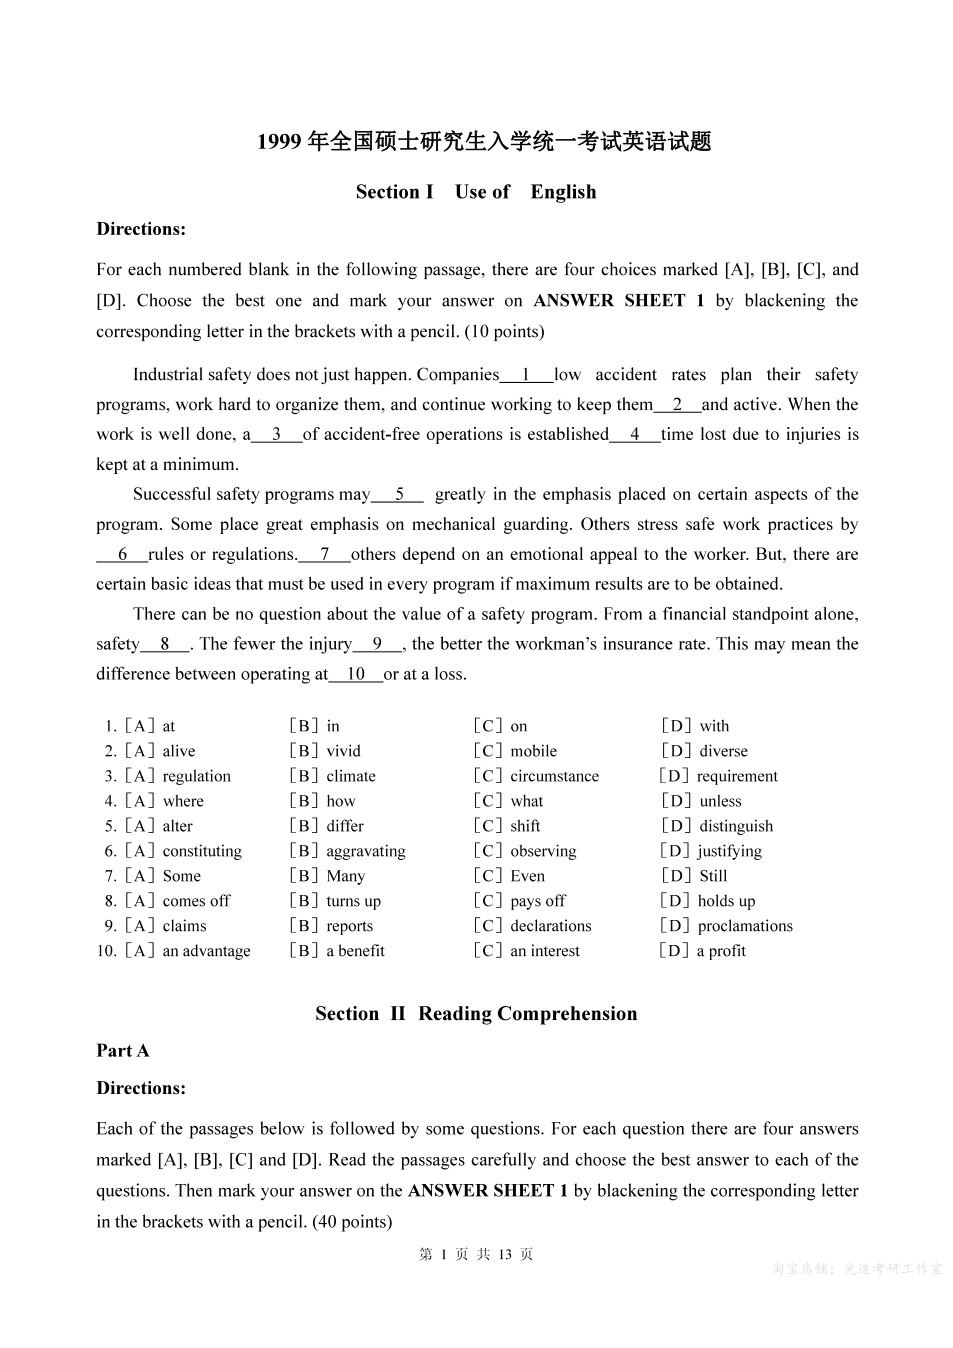 1999 年全国硕士研究生入学统一考试英语试题
Section I Use of English
Directions:
For each numbered blank in the following passage, there are four choices marked [A], [B], [C], and
[D]. Choose the best one and mark your answer on ANSWER SHEET 1 by blackening the
corresponding letter in the brackets with a pencil. (10 points)
Industrial safety does not just happen. Companies 1 low accident rates plan their safety
programs, work hard to organize them, and continue working to keep them 2 and active. When the
work is well done, a 3 of accident-free operations is established 4 time lost due to injuries is
kept at a minimum.
Successful safety programs may 5 greatly in the emphasis placed on certain aspects of the
program. Some place great emphasis on mechanical guarding. Others stress safe work practices by
6 rules or regulations. 7 others depend on an emotional appeal to the worker. But, there are
certain basic ideas that must be used in every program if maximum results are to be obtained.
There can be no question about the value of a safety program. From a financial standpoint alone,
safety 8 . The fewer the injury 9 , the better the workman's insurance rate. This may mean the
difference between operating at 10 or at a loss.
1.［A］at ［B］in ［C］on ［D］with
2.［A］alive ［B］vivid ［C］mobile ［D］diverse
3.［A］regulation ［B］climate ［C］circumstance ［D］requirement
4.［A］where ［B］how ［C］what ［D］unless
5.［A］alter ［B］differ ［C］shift ［D］distinguish
6.［A］constituting ［B］aggravating ［C］observing ［D］justifying
7.［A］Some ［B］Many ［C］Even ［D］Still
8.［A］comes off ［B］turns up ［C］pays off ［D］holds up
9.［A］claims ［B］reports ［C］declarations ［D］proclamations
10.［A］an advantage ［B］a benefit ［C］an interest ［D］a profit
Section II Reading Comprehension
Part A
Directions:
Each of the passages below is followed by some questions. For each question there are four answers
marked [A], [B], [C] and [D]. Read the passages carefully and choose the best answer to each of the
questions. Then mark your answer on the ANSWER SHEET 1 by blackening the corresponding letter
in the brackets with a pencil. (40 points)
第 1 页 共 13 页
淘宝店铺：光速考研工作室